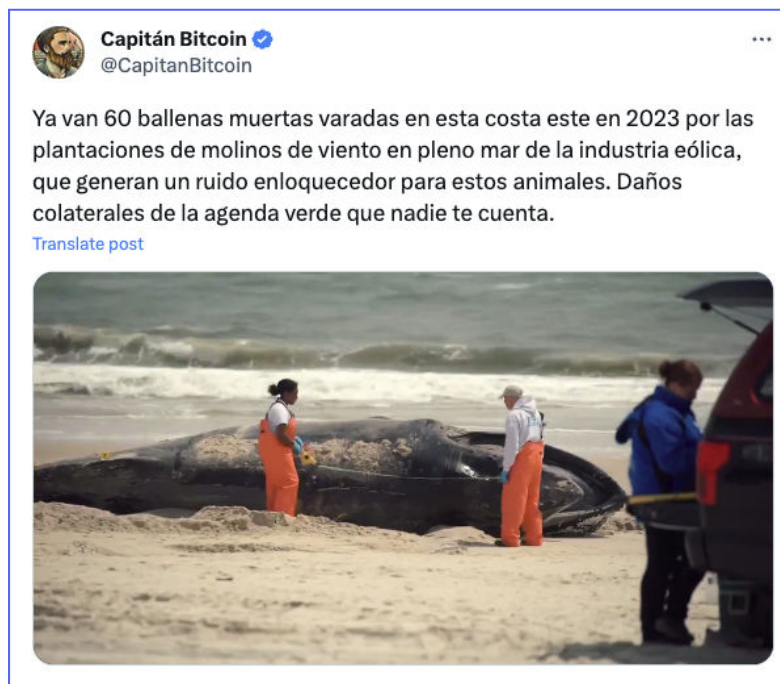 Capitán Bitcoin
@CapitanBitcoin
Ya van 60 ballenas muertas varadas en esta costa este en 2023 por las
plantaciones de molinos de viento en pleno mar de la industria eólica,
que generan un ruido enloquecedor para estos animales. Daños
colaterales de la agenda verde que nadie te cuenta.
Translate post